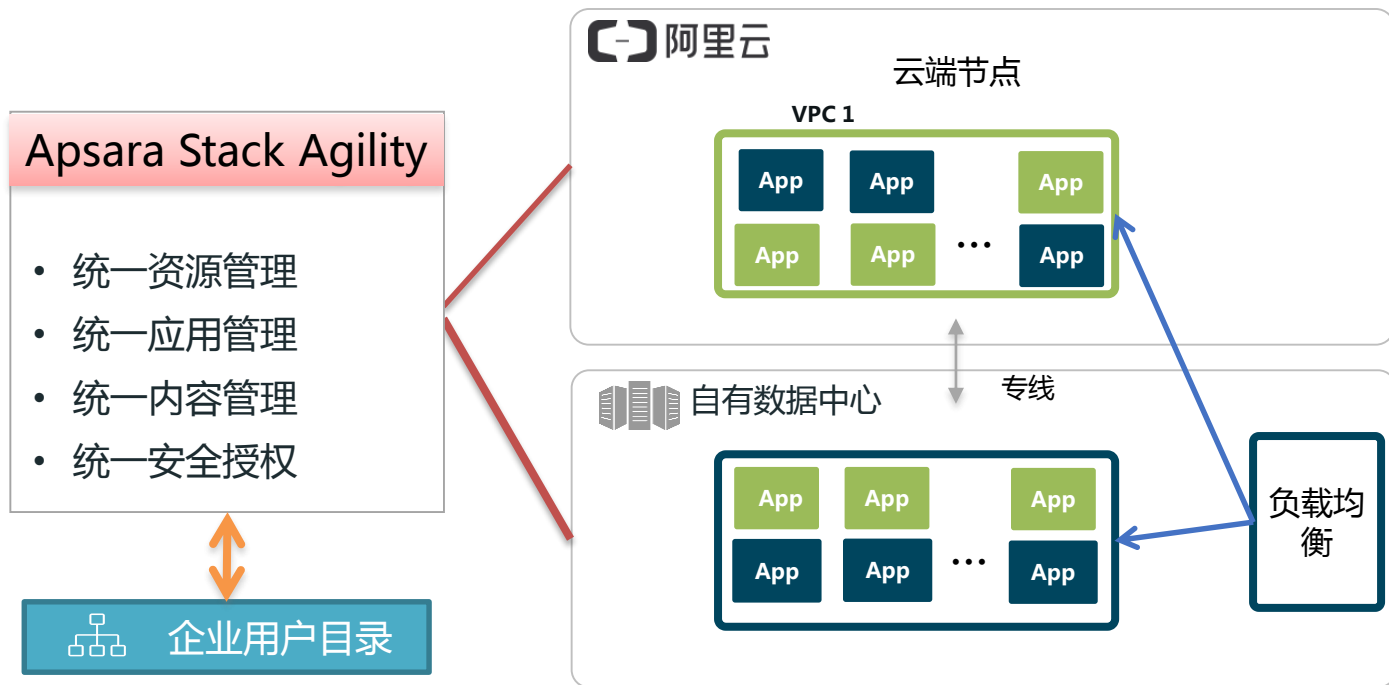 Apsara Stack Agility
• 统一资源管理
• 统一应用管理
• 统一内容管理
• 统一安全授权
企业用户目录
阿里云
云端节点
VPC 1
App App App
App App ... App
专线
自有数据中心
App App App
App App ... App
负载均
衡